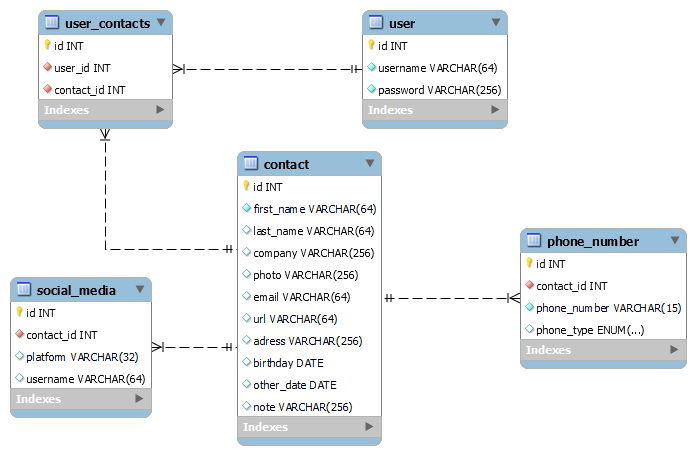 user_contacts
id INT
user_id INT
contact_id INT
Indexes
user
id INT
username VARCHAR(64)
password VARCHAR(256)
Indexes
contact
id INT
first_name VARCHAR(64)
last_name VARCHAR(64)
company VARCHAR(256)
photo VARCHAR(256)
email VARCHAR(64)
url VARCHAR(64)
adress VARCHAR(256)
birthday DATE
other_date DATE
note VARCHAR(256)
Indexes
social_media
id INT
contact_id INT
platform VARCHAR(32)
username VARCHAR(64)
Indexes
phone_number
id INT
contact_id INT
phone_number VARCHAR(15)
phone_type ENUM(...)
Indexes